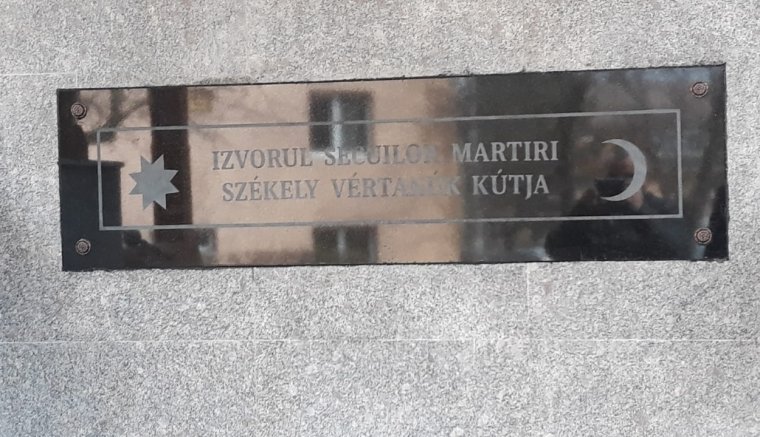 IZVORUL SECUILOR MARTIRI
SZÉKELY VÉRTANÚK KÚTJA